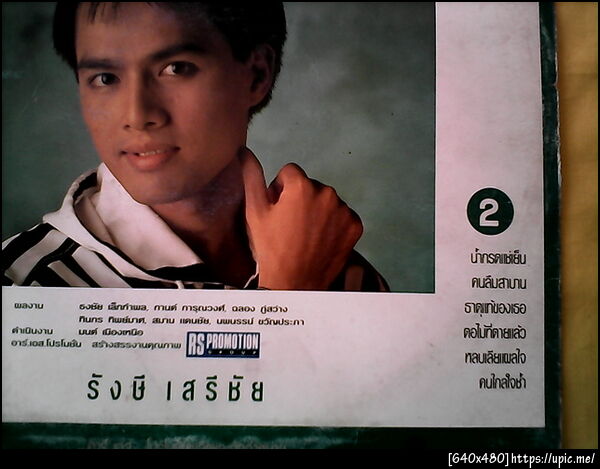 2
น้ำกรดแช่เย็น
คนลืมสาบาน
ธาตุแท้ของเธอ
ตอไม้ที่ตายแล้ว
หลบเลียแผลใจ
คนไกลใจช้ำ
ผลงาน ธงชัย เล็กกำพล, กานต์ การุณวงศ์, ฉลอง ภู่สว่าง
ทินกร ทิพย์มาศ, สมาน แดนชัย, นพนรรน์ ขวัญประภา
ดำเนินงาน มนต์ เมืองเหนือ
อาร์.เอส.โปรโมชั่น สร้างสรรงานคุณภาพ RS PROMOTION GROUP
รังษี เสรีชัย
[640x480]https://upic.me/